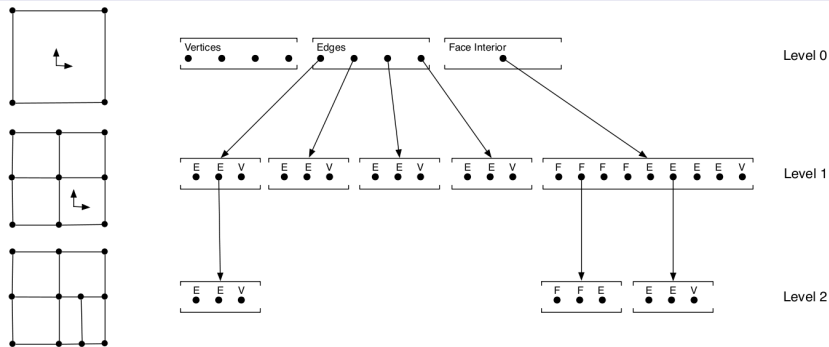 Vertices
Edges
Face Interior
Level 0
E E V
E E V
E E V
E E V
F F F F E E E E V
Level 1
E E V
F F E
E E V
Level 2